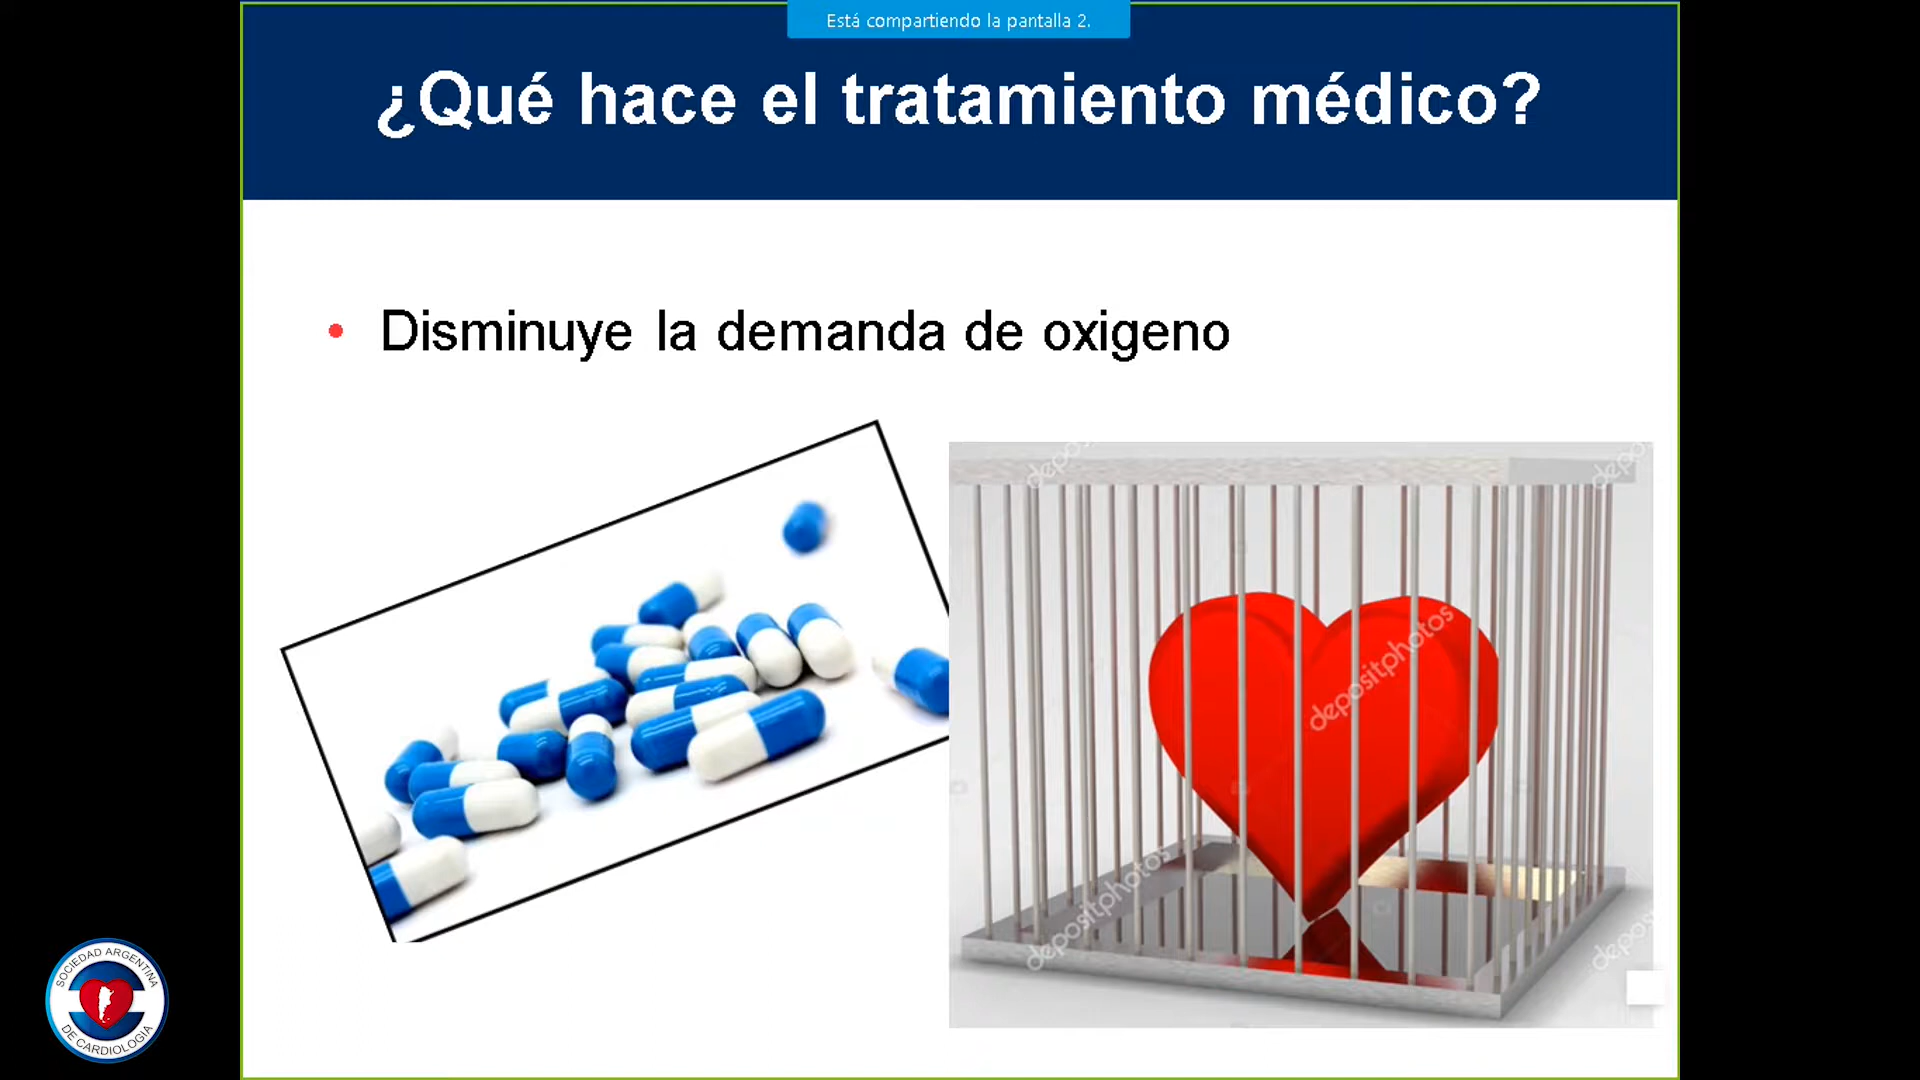 Está compartiendo la pantalla 2.
¿Qué hace el tratamiento médico?
• Disminuye la demanda de oxigeno
depositphotos
depositphotos
SOCIEDAD ARGENTINA
DE CARDIOLOGIA